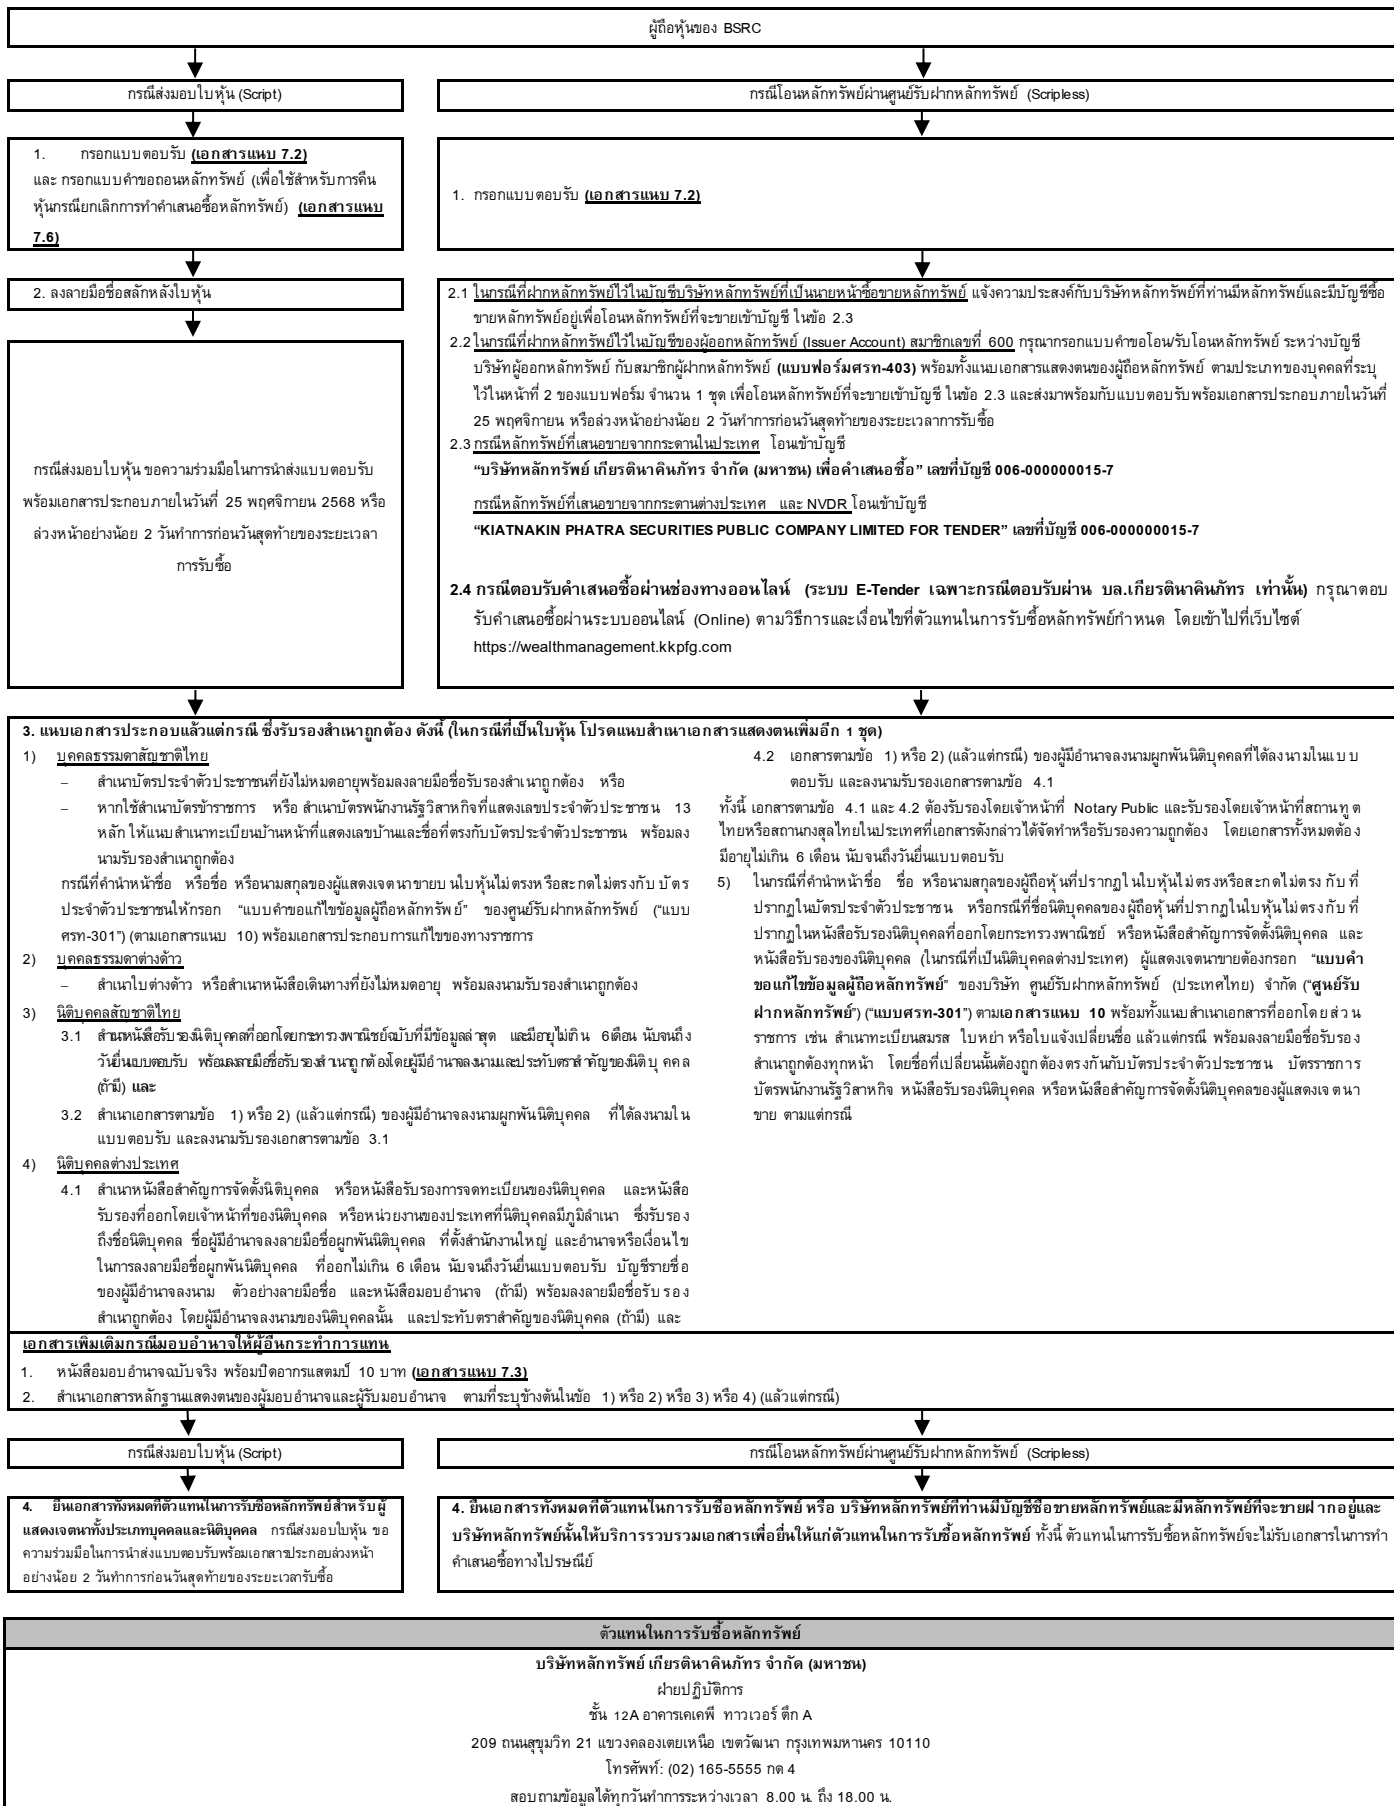 ผู้ถือหุ้นของ BSRC
กรณีส่งมอบใบหุ้น (Script)
กรณีโอนหลักทรัพย์ผ่านศูนย์รับฝากหลักทรัพย์ (Scripless)
1. กรอกแบบตอบรับ (เอกสารแนบ 7.2)
และ กรอกแบบคำขอถอนหลักทรัพย์ (เพื่อใช้สำหรับการคืน
หุ้นกรณียกเลิกการทำคำเสนอซื้อหลักทรัพย์) (เอกสารแนบ
7.6)
1. กรอกแบบตอบรับ (เอกสารแนบ 7.2)
2. ลงลายมือชื่อสลักหลังใบหุ้น
กรณีส่งมอบใบหุ้น ขอความร่วมมือในการนำส่งแบบตอบรับ
พร้อมเอกสารประกอบภายในวันที่ 25 พฤศจิกายน 2568 หรือ
ล่วงหน้าอย่างน้อย 2 วันทำการก่อนวันสุดท้ายของระยะเวลา
การรับซื้อ
2.1 ในกรณีที่ฝากหลักทรัพย์ไว้ในบัญชีบริษัทหลักทรัพย์ที่เป็นนายหน้าซื้อขายหลักทรัพย์ แจ้งความประสงค์กับบริษัทหลักทรัพย์ที่ท่านมีหลักทรัพย์และมีบัญชีซื้อ
ขายหลักทรัพย์อยู่เพื่อโอนหลักทรัพย์ที่จะขายเข้าบัญชี ในข้อ 2.3
2.2 ในกรณีที่ฝากหลักทรัพย์ไว้ในบัญชีของผู้ออกหลักทรัพย์ (Issuer Account) สมาชิกเลขที่ 600 กรุณากรอกแบบคำขอโอน/รับโอนหลักทรัพย์ ระหว่างบัญชี
บริษัทผู้ออกหลักทรัพย์ กับสมาชิกผู้ฝากหลักทรัพย์ (แบบฟอร์มศรท-403) พร้อมทั้งแนบเอกสารแสดงตนของผู้ถือหลักทรัพย์ ตามประเภทของบุคคลที่ระบุ
ไว้ในหน้าที่ 2 ของแบบฟอร์ม จำนวน 1 ชุด เพื่อโอนหลักทรัพย์ที่จะขายเข้าบัญชี ในข้อ 2.3 และส่งมาพร้อมกับแบบตอบรับพร้อมเอกสารประกอบภายในวันที่
25 พฤศจิกายน หรือล่วงหน้าอย่างน้อย 2 วันทำการก่อนวันสุดท้ายของระยะเวลาการรับซื้อ
2.3 กรณีหลักทรัพย์ที่เสนอขายจากกระดานในประเทศ โอนเข้าบัญชี
“บริษัทหลักทรัพย์ เกียรตินาคินภัทร จำกัด (มหาชน) เพื่อคำเสนอซื้อ” เลขที่บัญชี 006-000000015-7
กรณีหลักทรัพย์ที่เสนอขายจากกระดานต่างประเทศ และ NVDR โอนเข้าบัญชี
“KIATNAKIN PHATRA SECURITIES PUBLIC COMPANY LIMITED FOR TENDER” เลขที่บัญชี 006-000000015-7
2.4 กรณีตอบรับคำเสนอซื้อผ่านช่องทางออนไลน์ (ระบบ E-Tender เฉพาะกรณีตอบรับผ่าน บล.เกียรตินาคินภัทร เท่านั้น) กรุณาตอบ
รับคำเสนอซื้อผ่านระบบออนไลน์ (Online) ตามวิธีการและเงื่อนไขที่ตัวแทนในการรับซื้อหลักทรัพย์กำหนด โดยเข้าไปที่เว็บไซต์
https://wealthmanagement.kkpfg.com
3. แนบเอกสารประกอบแล้วแต่กรณี ซึ่งรับรองสำเนาถูกต้อง ดังนี้ (ในกรณีที่เป็นใบหุ้น โปรดแนบสำเนาเอกสารแสดงตนเพิ่มอีก 1 ชุด)
1) บุคคลธรรมดาสัญชาติไทย
– สำเนาบัตรประจำตัวประชาชนที่ยังไม่หมดอายุพร้อมลงลายมือชื่อรับรองสำเนาถูกต้อง หรือ
– หากใช้สำเนาบัตรข้าราชการ หรือ สำเนาบัตรพนักงานรัฐวิสาหกิจที่แสดงเลขประจำตัวประชาชน 13
หลัก ให้แนบสำเนาทะเบียนบ้านหน้าที่แสดงเลขบ้านและชื่อที่ตรงกับบัตรประจำตัวประชาชน พร้อมลง
นามรับรองสำเนาถูกต้อง
กรณีที่คำนำหน้าชื่อ หรือชื่อ หรือนามสกุลของผู้แสดงเจตนาขายบนใบหุ้นไม่ตรงหรือสะกดไม่ตรงกับบัตร
ประจำตัวประชาชนให้กรอก “แบบคำขอแก้ไขข้อมูลผู้ถือหลักทรัพย์” ของศูนย์รับฝากหลักทรัพย์ (“แบบ
ศรท-301”) (ตามเอกสารแนบ 10) พร้อมเอกสารประกอบการแก้ไขของทางราชการ
2) บุคคลธรรมดาต่างด้าว
– สำเนาใบต่างด้าว หรือสำเนาหนังสือเดินทางที่ยังไม่หมดอายุ พร้อมลงนามรับรองสำเนาถูกต้อง
3) นิติบุคคลสัญชาติไทย
3.1 สำเนาหนังสือรับรองนิติบุคคลที่ออกโดยกระทรวงพาณิชย์ฉบับที่มีข้อมูลล่าสุด และมีอายุไม่เกิน 6 เดือน นับจนถึง
วันยื่นแบบตอบรับ พร้อมลงลายมือชื่อรับรองสำเนาถูกต้องโดยผู้มีอำนาจลงนามและประทับตราสำคัญของนิติบุคคล
(ถ้ามี) และ
3.2 สำเนาเอกสารตามข้อ 1) หรือ 2) (แล้วแต่กรณี) ของผู้มีอำนาจลงนามผูกพันนิติบุคคล ที่ได้ลงนามใน
แบบตอบรับ และลงนามรับรองเอกสารตามข้อ 3.1
4) นิติบุคคลต่างประเทศ
4.1 สำเนาหนังสือสำคัญการจัดตั้งนิติบุคคล หรือหนังสือรับรองการจดทะเบียนของนิติบุคคล และหนังสือ
รับรองที่ออกโดยเจ้าหน้าที่ของนิติบุคคล หรือหน่วยงานของประเทศที่นิติบุคคลมีภูมิลำเนา ซึ่งรับรอง
ถึงชื่อนิติบุคคล ชื่อผู้มีอำนาจลงลายมือชื่อผูกพันนิติบุคคล ที่ตั้งสำนักงานใหญ่ และอำนาจหรือเงื่อนไข
ในการลงลายมือชื่อผูกพันนิติบุคคล ที่ออกไม่เกิน 6 เดือน นับจนถึงวันยื่นแบบตอบรับ บัญชีรายชื่อ
ของผู้มีอำนาจลงนาม ตัวอย่างลายมือชื่อ และหนังสือมอบอำนาจ (ถ้ามี) พร้อมลงลายมือชื่อรับรอง
สำเนาถูกต้อง โดยผู้มีอำนาจลงนามของนิติบุคคลนั้น และประทับตราสำคัญของนิติบุคคล (ถ้ามี) และ
4.2 เอกสารตามข้อ 1) หรือ 2) (แล้วแต่กรณี) ของผู้มีอำนาจลงนามผูกพันนิติบุคคลที่ได้ลงนามในแบบ
ตอบรับ และลงนามรับรองเอกสารตามข้อ 4.1
ทั้งนี้ เอกสารตามข้อ 4.1 และ 4.2 ต้องรับรองโดยเจ้าหน้าที่ Notary Public และรับรองโดยเจ้าหน้าที่สถานทูต
ไทยหรือสถานกงสุลไทยในประเทศที่เอกสารดังกล่าวได้จัดทำหรือรับรองความถูกต้อง โดยเอกสารทั้งหมดต้อง
มีอายุไม่เกิน 6 เดือน นับจนถึงวันยื่นแบบตอบรับ
5) ในกรณีที่คำนำหน้าชื่อ ชื่อ หรือนามสกุลของผู้ถือหุ้นที่ปรากฏในใบหุ้นไม่ตรงหรือสะกดไม่ตรงกับที่
ปรากฏในบัตรประจำตัวประชาชน หรือกรณีที่ชื่อนิติบุคคลของผู้ถือหุ้นที่ปรากฏในใบหุ้นไม่ตรงกับที่
ปรากฏในหนังสือรับรองนิติบุคคลที่ออกโดยกระทรวงพาณิชย์ หรือหนังสือสำคัญการจัดตั้งนิติบุคคล และ
หนังสือรับรองของนิติบุคคล (ในกรณีที่เป็นนิติบุคคลต่างประเทศ) ผู้แสดงเจตนาขายต้องกรอก “แบบคำ
ขอแก้ไขข้อมูลผู้ถือหลักทรัพย์” ของบริษัท ศูนย์รับฝากหลักทรัพย์ (ประเทศไทย) จำกัด (“ศูนย์รับ
ฝากหลักทรัพย์”) (“แบบศรท-301”) ตามเอกสารแนบ 10 พร้อมทั้งแนบสำเนาเอกสารที่ออกโดยส่วน
ราชการ เช่น สำเนาทะเบียนสมรส ใบหย่า หรือใบแจ้งเปลี่ยนชื่อ แล้วแต่กรณี พร้อมลงลายมือชื่อรับรอง
สำเนาถูกต้องทุกหน้า โดยชื่อที่เปลี่ยนนั้นต้องถูกต้องตรงกันกับบัตรประจำตัวประชาชน บัตรราชการ
บัตรพนักงานรัฐวิสาหกิจ หนังสือรับรองนิติบุคคล หรือหนังสือสำคัญการจัดตั้งนิติบุคคลของผู้แสดงเจตนา
ขาย ตามแต่กรณี
เอกสารเพิ่มเติมกรณีมอบอำนาจให้ผู้อื่นกระทำการแทน
1. หนังสือมอบอำนาจฉบับจริง พร้อมปิดอากรแสตมป์ 10 บาท (เอกสารแนบ 7.3)
2. สำเนาเอกสารหลักฐานแสดงตนของผู้มอบอำนาจและผู้รับมอบอำนาจ ตามที่ระบุข้างต้นในข้อ 1) หรือ 2) หรือ 3) หรือ 4) (แล้วแต่กรณี)
กรณีส่งมอบใบหุ้น (Script)
กรณีโอนหลักทรัพย์ผ่านศูนย์รับฝากหลักทรัพย์ (Scripless)
4. ยื่นเอกสารทั้งหมดที่ตัวแทนในการรับซื้อหลักทรัพย์สำหรับผู้
แสดงเจตนาทั้งประเภทบุคคลและนิติบุคคล กรณีส่งมอบใบหุ้น ขอ
ความร่วมมือในการนำส่งแบบตอบรับพร้อมเอกสารประกอบล่วงหน้า
อย่างน้อย 2 วันทำการก่อนวันสุดท้ายของระยะเวลารับซื้อ
4. ยื่นเอกสารทั้งหมดที่ตัวแทนในการรับซื้อหลักทรัพย์ หรือ บริษัทหลักทรัพย์ที่ท่านมีบัญชีซื้อขายหลักทรัพย์และมีหลักทรัพย์ที่จะขายฝากอยู่และ
บริษัทหลักทรัพย์นั้นให้บริการรวบรวมเอกสารเพื่อยื่นให้แก่ตัวแทนในการรับซื้อหลักทรัพย์ ทั้งนี้ ตัวแทนในการรับซื้อหลักทรัพย์จะไม่รับเอกสารในการทำ
คำเสนอซื้อทางไปรษณีย์
ตัวแทนในการรับซื้อหลักทรัพย์
บริษัทหลักทรัพย์ เกียรตินาคินภัทร จำกัด (มหาชน)
ฝ่ายปฏิบัติการ
ชั้น 12A อาคารเคเคพี ทาวเวอร์ ตึก A
209 ถนนสุขุมวิท 21 แขวงคลองเตยเหนือ เขตวัฒนา กรุงเทพมหานคร 10110
โทรศัพท์: (02) 165-5555 กด 4
สอบถามข้อมูลได้ทุกวันทำการระหว่างเวลา 8.00 น. ถึง 18.00 น.